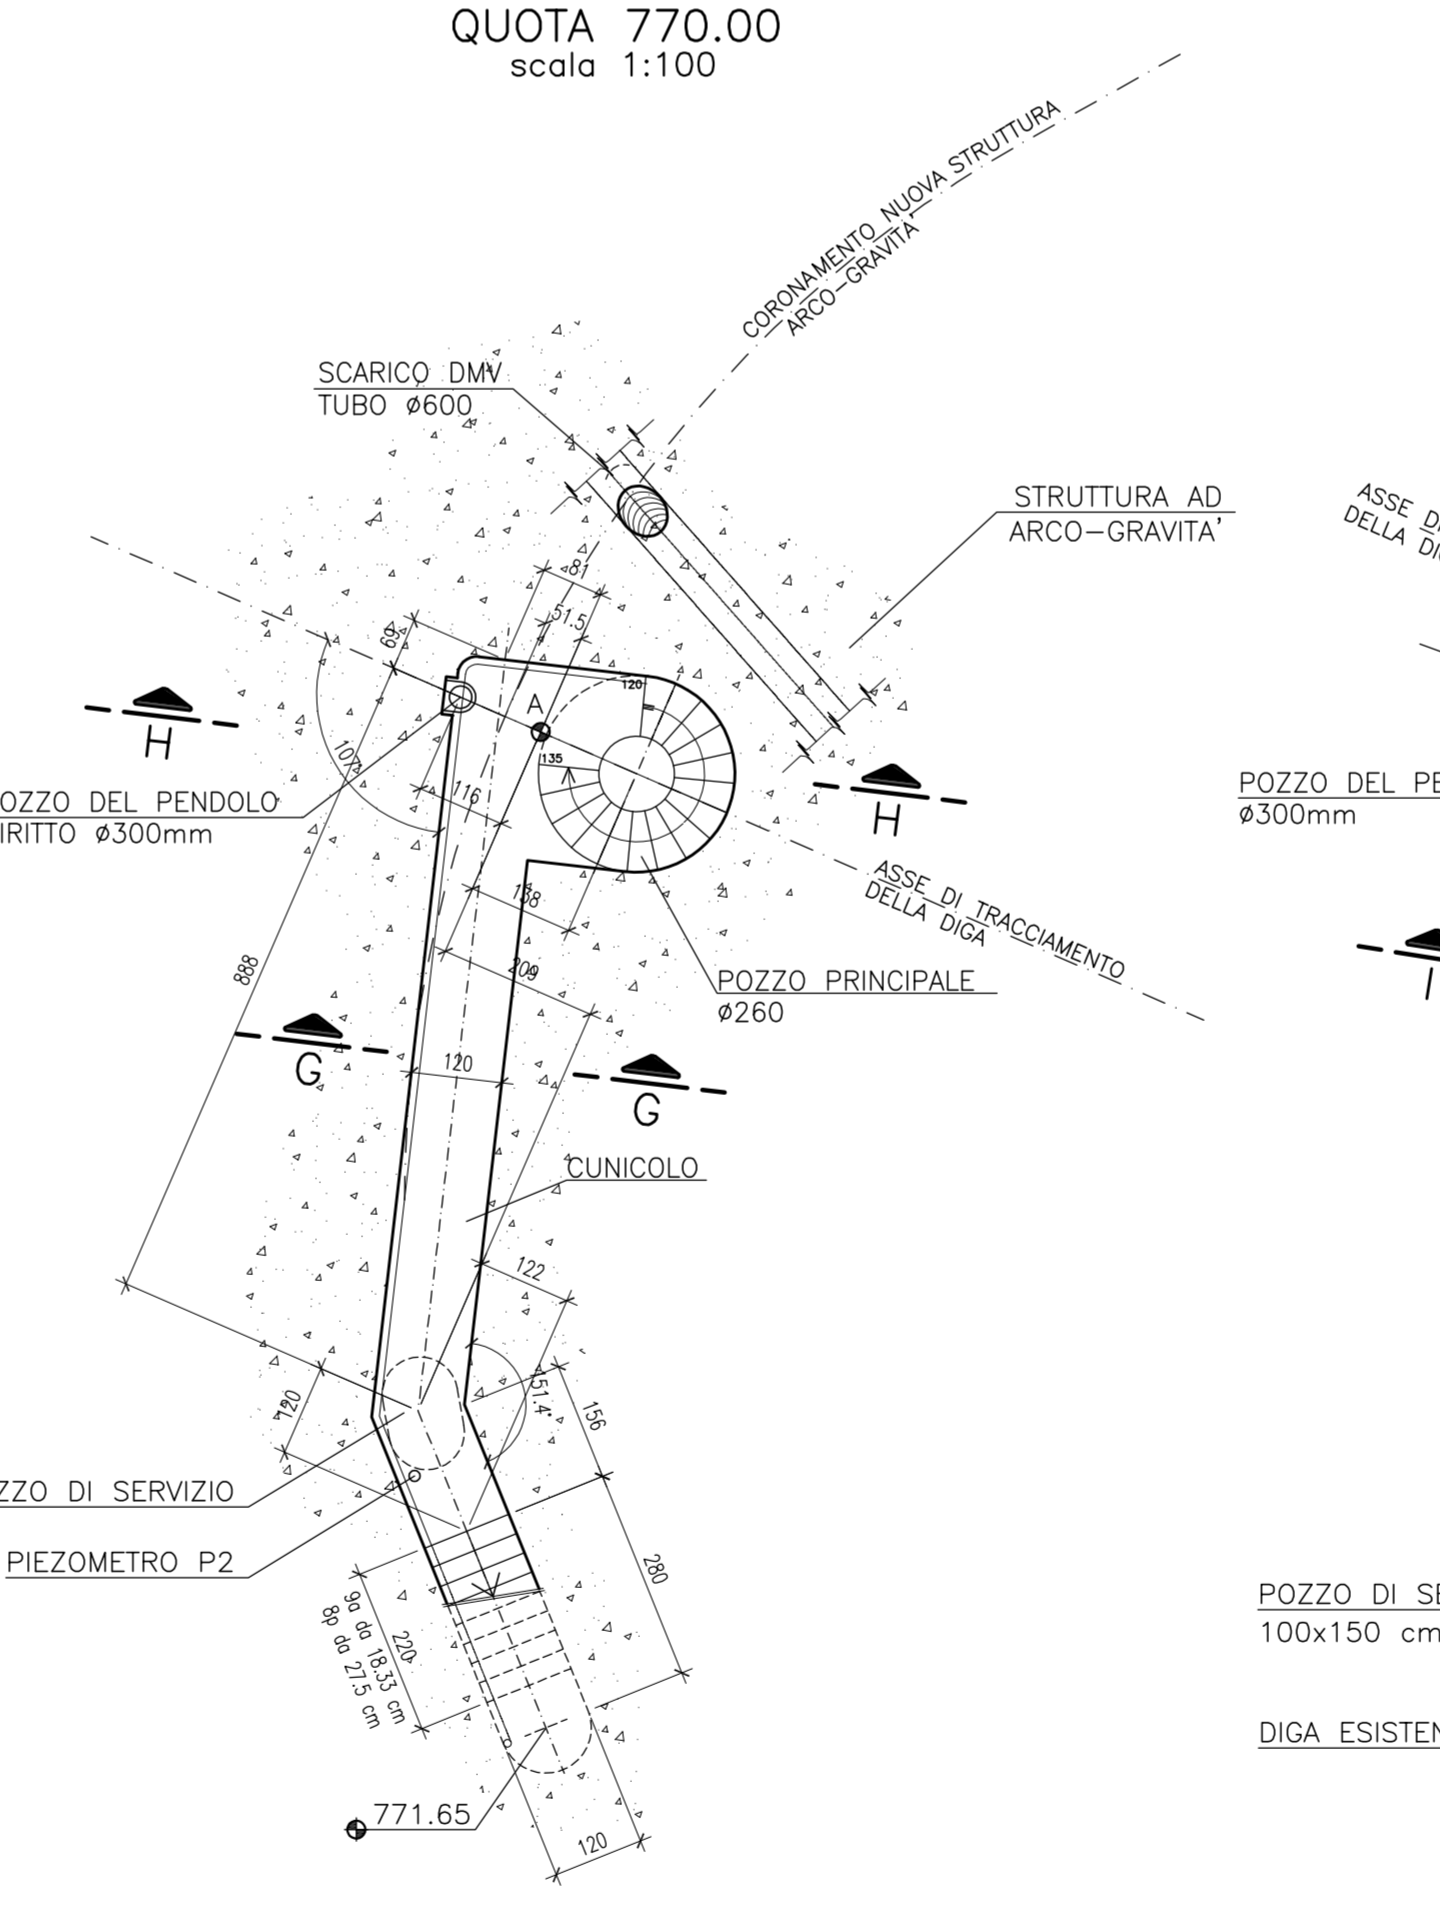 QUOTA 770.00
scala 1:100
CORONAMENTO NUOVA STRUTTURA
ARCO-GRAVITA'
SCARICO DMV
TUBO ø600
STRUTTURA AD
ARCO-GRAVITA'
ASSE D
DELLA DI
81
51.5
69
A
120
135
H
107°
116
OZZO DEL PENDOLO
IRITTO ø300mm
H
POZZO DEL PE
ø300mm
138
ASSE DI TRACCIAMENTO
DELLA DIGA
888
209
POZZO PRINCIPALE
ø260
I
G
120
G
CUNICOLO
122
151.4°
120
156
ZZO DI SERVIZIO
PIEZOMETRO P2
280
9a da 18.33 cm
8p da 27.5 cm
220
POZZO DI SE
100x150 cm
DIGA ESISTEN
771.65
120